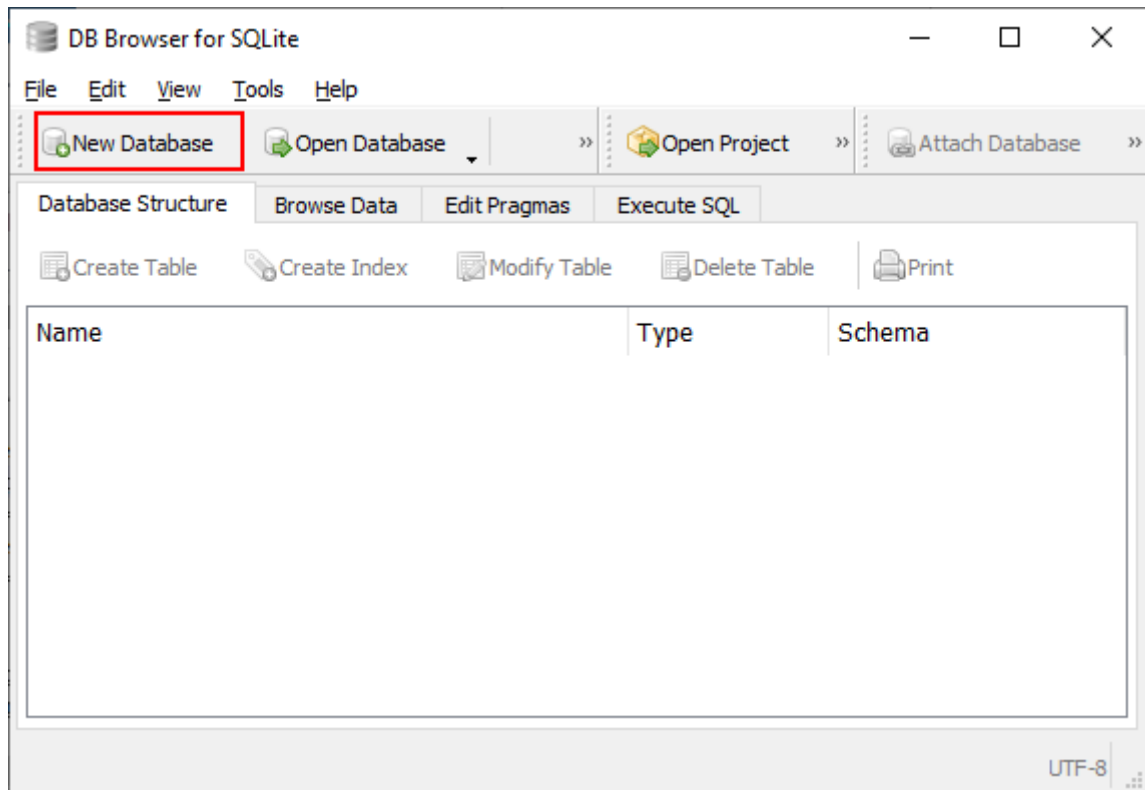 DB Browser for SQLite
File Edit View Tools Help
New Database Open Database » Open Project » Attach Database »
Database Structure Browse Data Edit Pragmas Execute SQL
Create Table Create Index Modify Table Delete Table Print
Name Type Schema
UTF-8